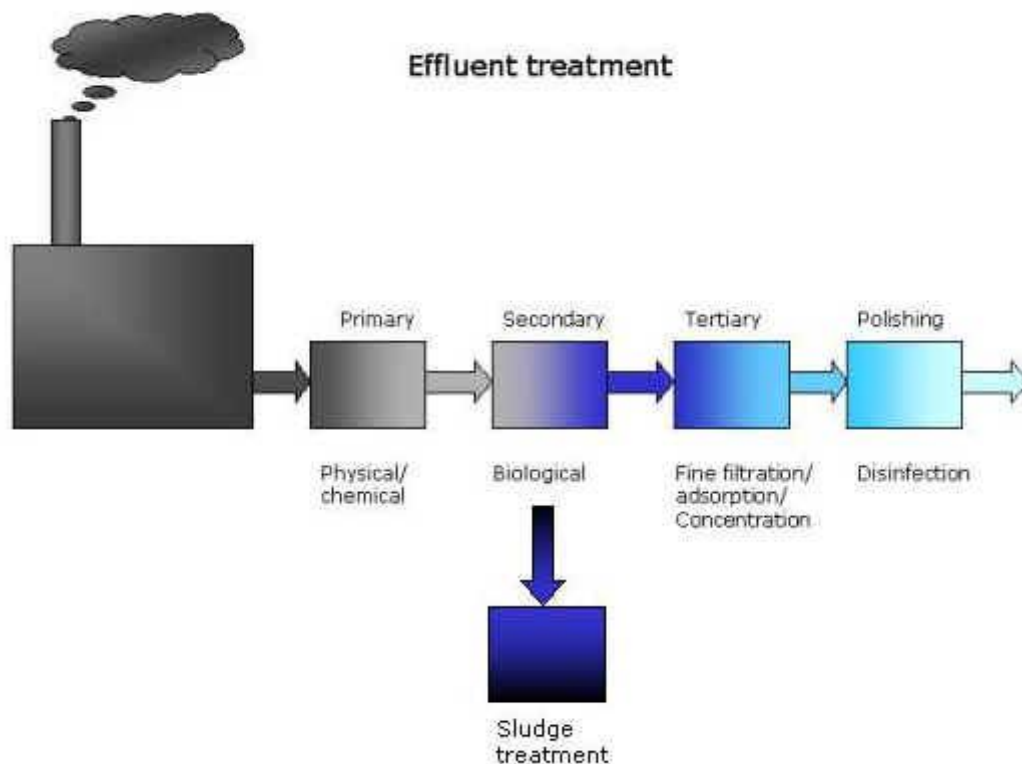 Effluent treatment
Primary
Secondary
Tertiary
Polishing
Physical/
chemical
Biological
Fine filtration/
adsorption/
Concentration
Disinfection
Sludge
treatment